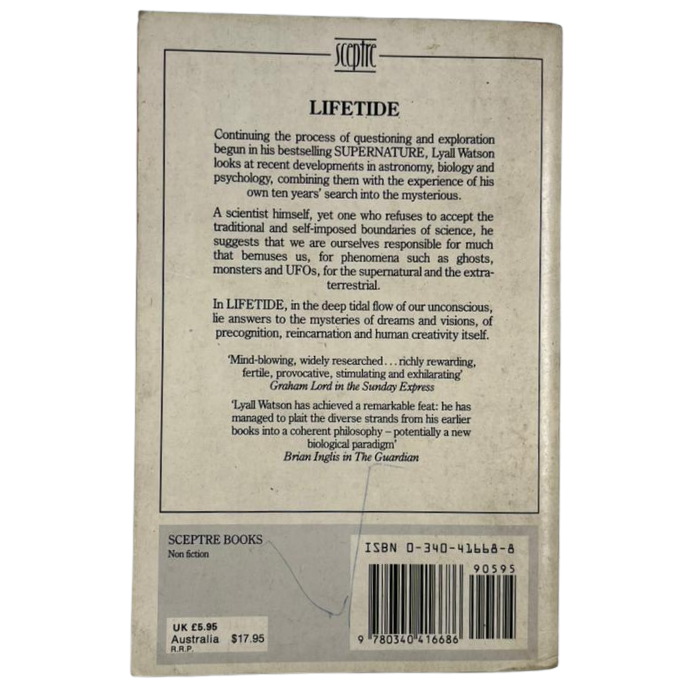 sceptre
LIFETIDE
Continuing the process of questioning and exploration
begun in his bestselling SUPERNATURE, Lyall Watson
looks at recent developments in astronomy, biology and
psychology, combining them with the experience of his
own ten years' search into the mysterious.
A scientist himself, yet one who refuses to accept the
traditional and self-imposed boundaries of science, he
suggests that we are ourselves responsible for much
that bemuses us, for phenomena such as ghosts,
monsters and UFOs, for the supernatural and the extra-
terrestrial.
In LIFETIDE, in the deep tidal flow of our unconscious,
lie answers to the mysteries of dreams and visions, of
precognition, reincarnation and human creativity itself.
'Mind-blowing, widely researched...richly rewarding,
fertile, provocative, stimulating and exhilarating'
Graham Lord in the Sunday Express
'Lyall Watson has achieved a remarkable feat: he has
managed to plait the diverse strands from his earlier
books into a coherent philosophy – potentially a new
biological paradigm'
Brian Inglis in The Guardian
SCEPTRE BOOKS
Non fiction
UK £5.95
Australia $17.95
R.R.P.
ISBN 0-340-41668-8
90595
9 780340 416686